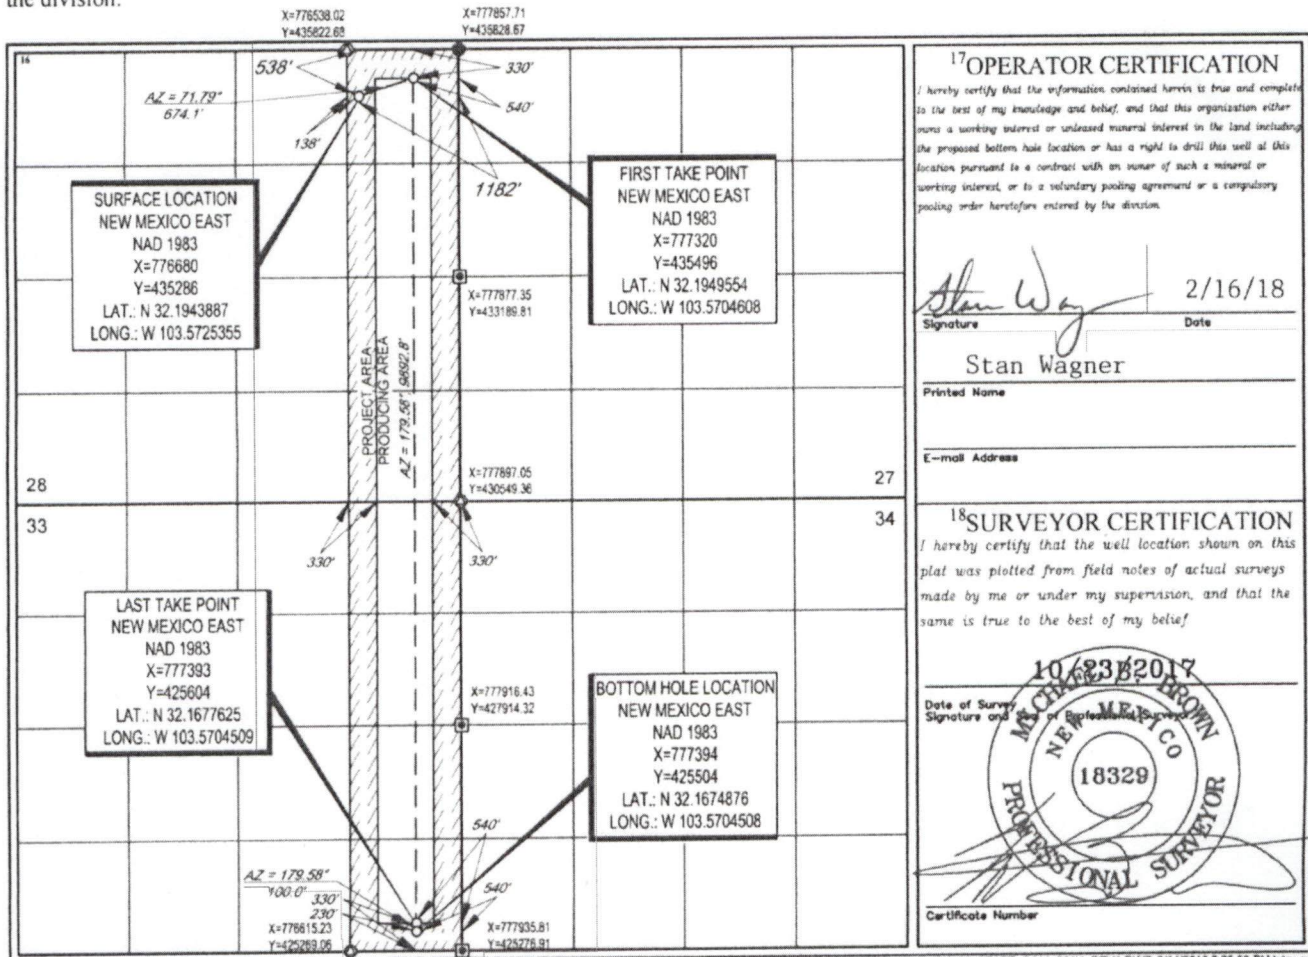 the division.
X=776538.02
Y=435822.68
X=777857.71
Y=435828.67
16
538'
330'
AZ = 71.79°
674.1'
540'
138'
1182'
SURFACE LOCATION
NEW MEXICO EAST
NAD 1983
X=776680
Y=435286
LAT.: N 32.1943887
LONG.: W 103.5725355
FIRST TAKE POINT
NEW MEXICO EAST
NAD 1983
X=777320
Y=435496
LAT.: N 32.1949554
LONG.: W 103.5704608
X=777877.35
Y=433189.81
PROJECT AREA
PRODUCING AREA
AZ = 179.58° 9892.8'
X=777897.05
Y=430549.36
28
27
33
34
330'
330'
LAST TAKE POINT
NEW MEXICO EAST
NAD 1983
X=777393
Y=425604
LAT.: N 32.1677625
LONG.: W 103.5704509
X=777916.43
Y=427914.32
BOTTOM HOLE LOCATION
NEW MEXICO EAST
NAD 1983
X=777394
Y=425504
LAT.: N 32.1674876
LONG.: W 103.5704508
540'
AZ = 179.58°
100.0'
330'
230'
540'
X=776615.23
Y=425269.06
X=777935.81
Y=425276.91
17 OPERATOR CERTIFICATION
I hereby certify that the information contained herein is true and complete
to the best of my knowledge and belief, and that this organization either
owns a working interest or unleased mineral interest in the land including
the proposed bottom hole location or has a right to drill this well at this
location pursuant to a contract with an owner of such a mineral or
working interest, or to a voluntary pooling agreement or a compulsory
pooling order heretofore entered by the division.
Stan Wag
2/16/18
Signature
Date
Stan Wagner
Printed Name
E-mail Address
18 SURVEYOR CERTIFICATION
I hereby certify that the well location shown on this
plat was plotted from field notes of actual surveys
made by me or under my supervision, and that the
same is true to the best of my belief
10/23/2017
Date of Survey
Signature and Seal of Professional Surveyor
MICHAEL B. BROWN
NEW MEXICO
18329
PROFESSIONAL SURVEYOR
Certificate Number